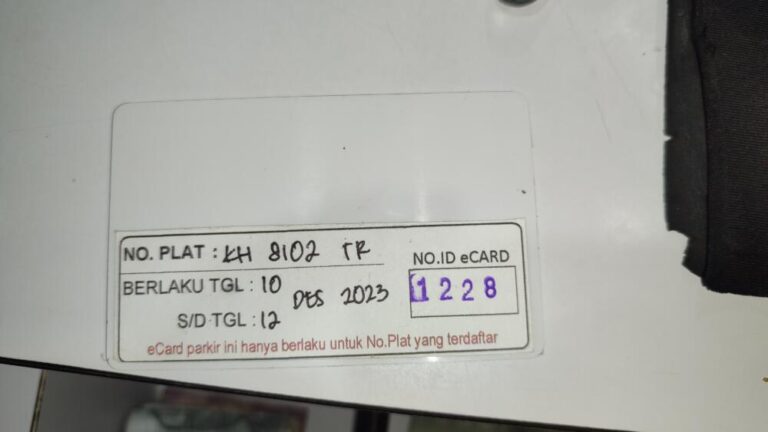 NO. PLAT : KH 8102 TR
NO.ID eCARD
BERLAKU TGL : 10 DES 2023
1228
S/D TGL : 12
eCard parkir ini hanya berlaku untuk No.Plat yang terdaftar